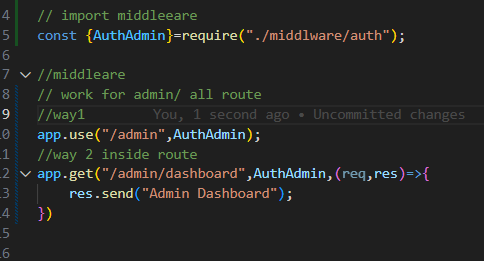 4 // import middleeare
5 const {AuthAdmin}=require("./middlware/auth");
6
7 //middleare
8 // work for admin/ all route
9 //way1 You, 1 second ago • Uncommitted changes
10 app.use("/admin",AuthAdmin);
11 //way 2 inside route
12 app.get("/admin/dashboard",AuthAdmin,(req,res)=>{
13 res.send("Admin Dashboard");
14 })
15
16